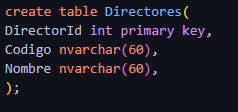 create table Directores(
DirectorId int primary key,
Codigo nvarchar(60),
Nombre nvarchar(60),
);